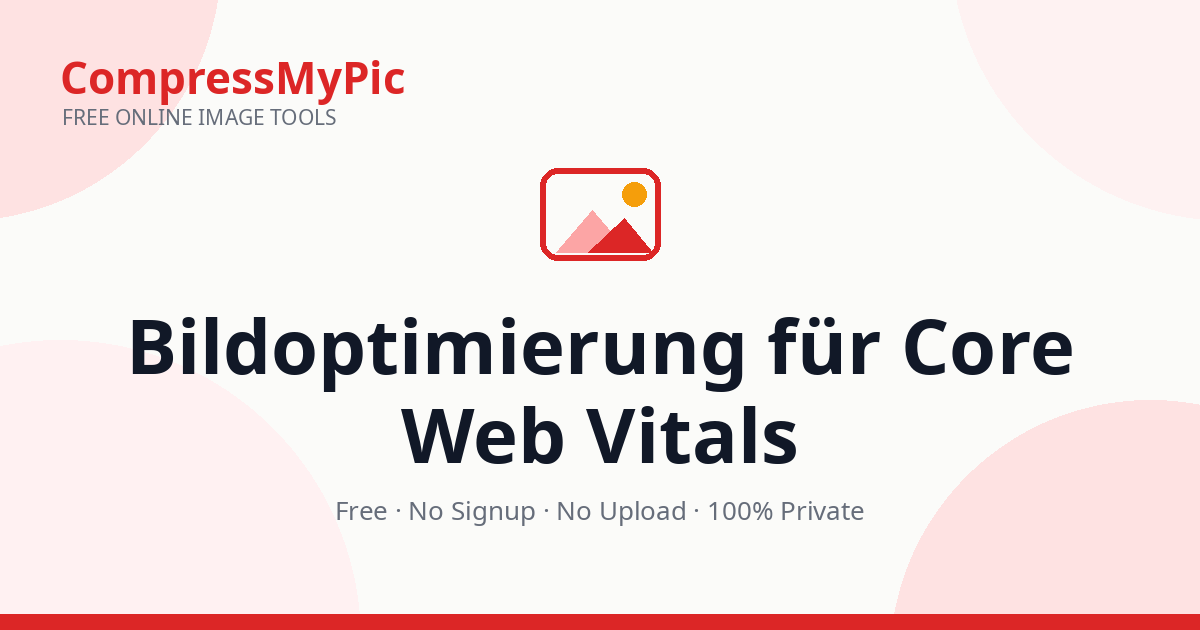 CompressMyPic
FREE ONLINE IMAGE TOOLS
Bildoptimierung für Core
Web Vitals
Free · No Signup · No Upload · 100% Private